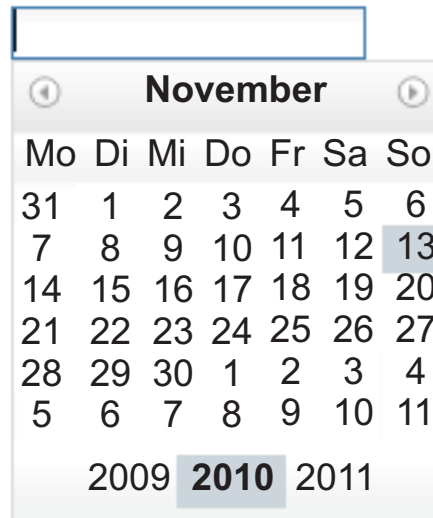 November
Mo Di Mi Do Fr Sa So
31 1 2 3 4 5 6
7 8 9 10 11 12 13
14 15 16 17 18 19 20
21 22 23 24 25 26 27
28 29 30 1 2 3 4
5 6 7 8 9 10 11
2009 2010 2011